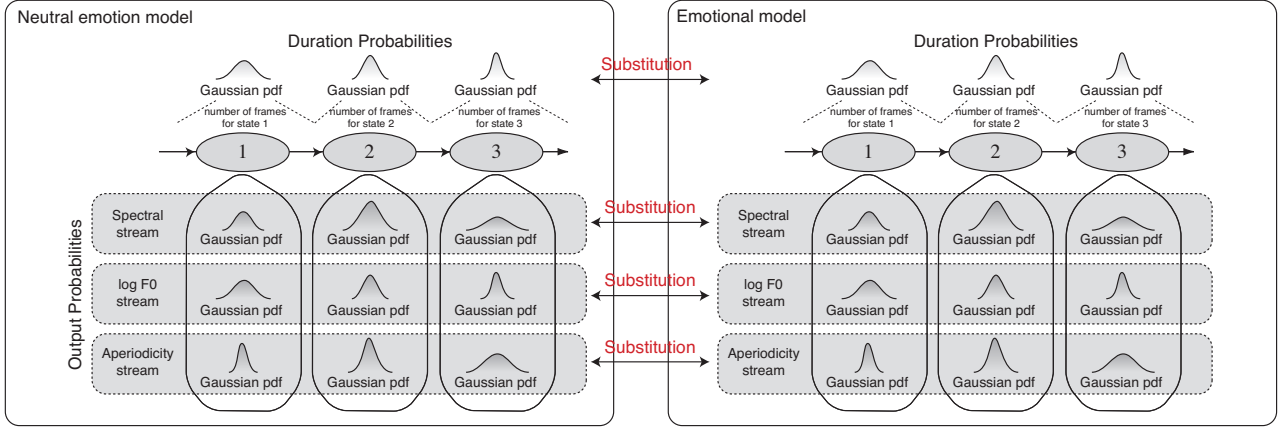 Neutral emotion model
Duration Probabilities
Gaussian pdf Gaussian pdf Gaussian pdf
number of frames for state 1
number of frames for state 2
number of frames for state 3
1 2 3
Output Probabilities
Spectral stream
Gaussian pdf Gaussian pdf Gaussian pdf
log F0 stream
Gaussian pdf Gaussian pdf Gaussian pdf
Aperiodicity stream
Gaussian pdf Gaussian pdf Gaussian pdf
Substitution
Substitution
Substitution
Substitution
Emotional model
Duration Probabilities
Gaussian pdf Gaussian pdf Gaussian pdf
number of frames for state 1
number of frames for state 2
number of frames for state 3
1 2 3
Spectral stream
Gaussian pdf Gaussian pdf Gaussian pdf
log F0 stream
Gaussian pdf Gaussian pdf Gaussian pdf
Aperiodicity stream
Gaussian pdf Gaussian pdf Gaussian pdf